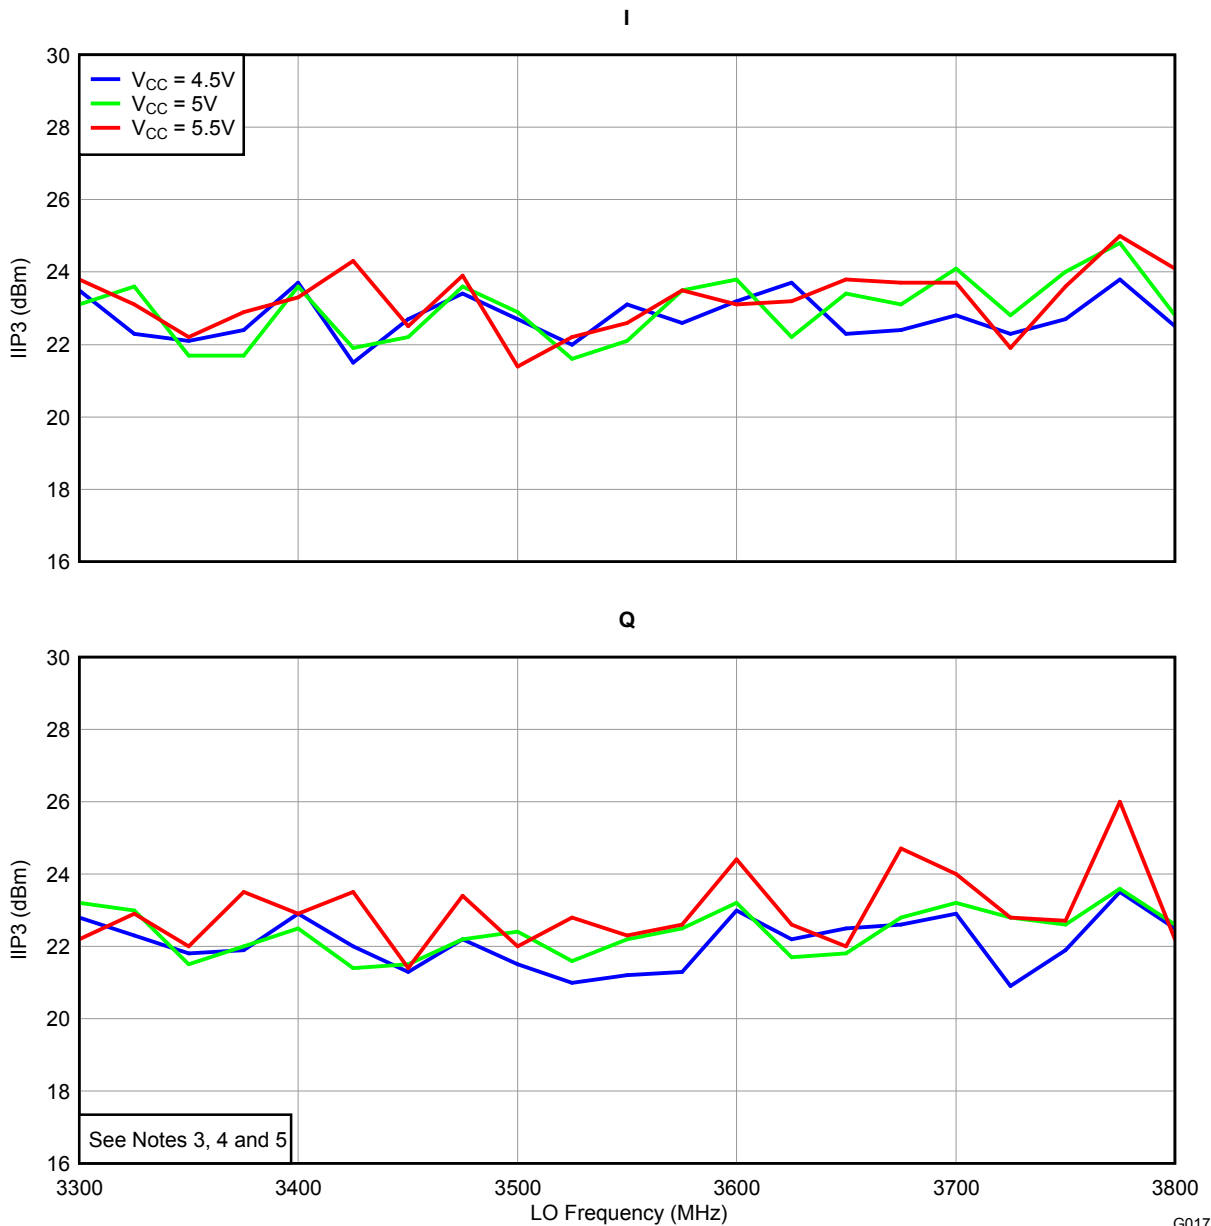 I
30
28
26
24
22
20
18
16
IIP3 (dBm)
VCC = 4.5V
VCC = 5V
VCC = 5.5V
Q
30
28
26
24
22
20
18
16
IIP3 (dBm)
See Notes 3, 4 and 5
3300 3400 3500 3600 3700 3800
LO Frequency (MHz)
G017